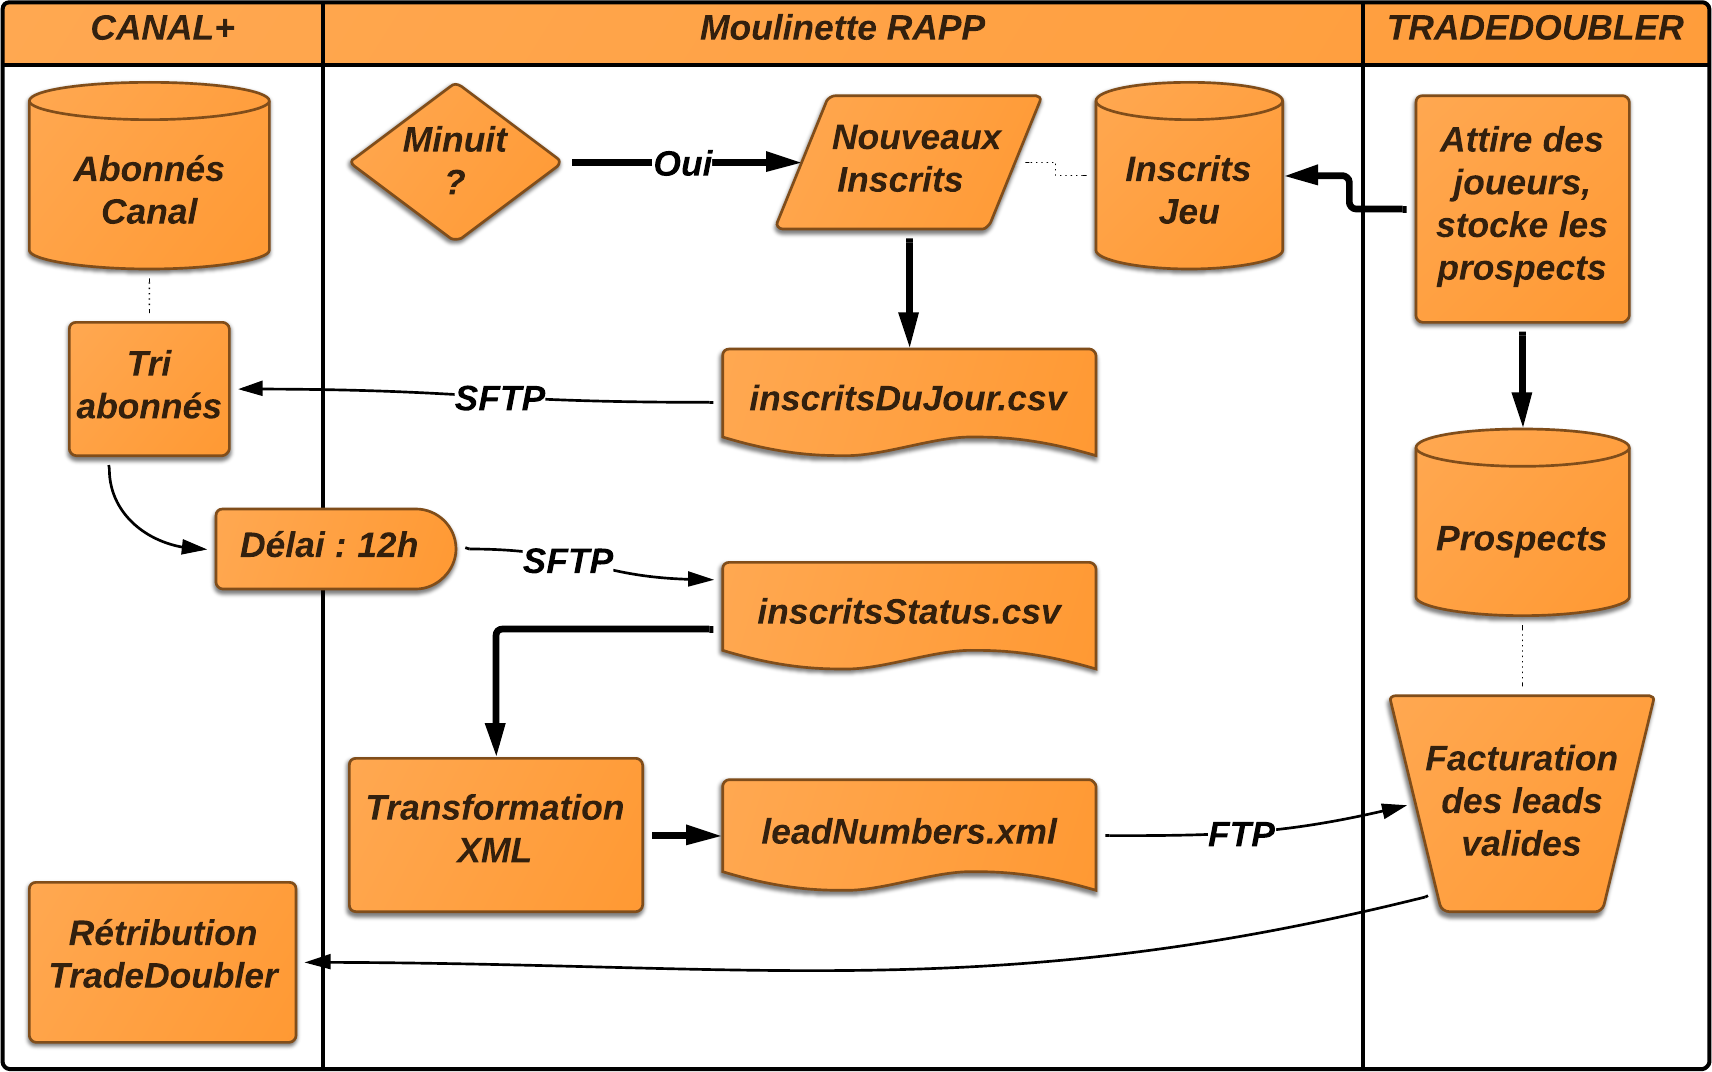 CANAL+
Moulinette RAPP
TRADEDOUBLER
Abonnés
Canal
Minuit
?
Oui
Nouveaux
Inscrits
Inscrits
Jeu
Attire des
joueurs,
stocke les
prospects
Tri
abonnés
SFTP
inscritsDuJour.csv
Délai : 12h
SFTP
inscritsStatus.csv
Prospects
Transformation
XML
leadNumbers.xml
FTP
Facturation
des leads
valides
Rétribution
TradeDoubler